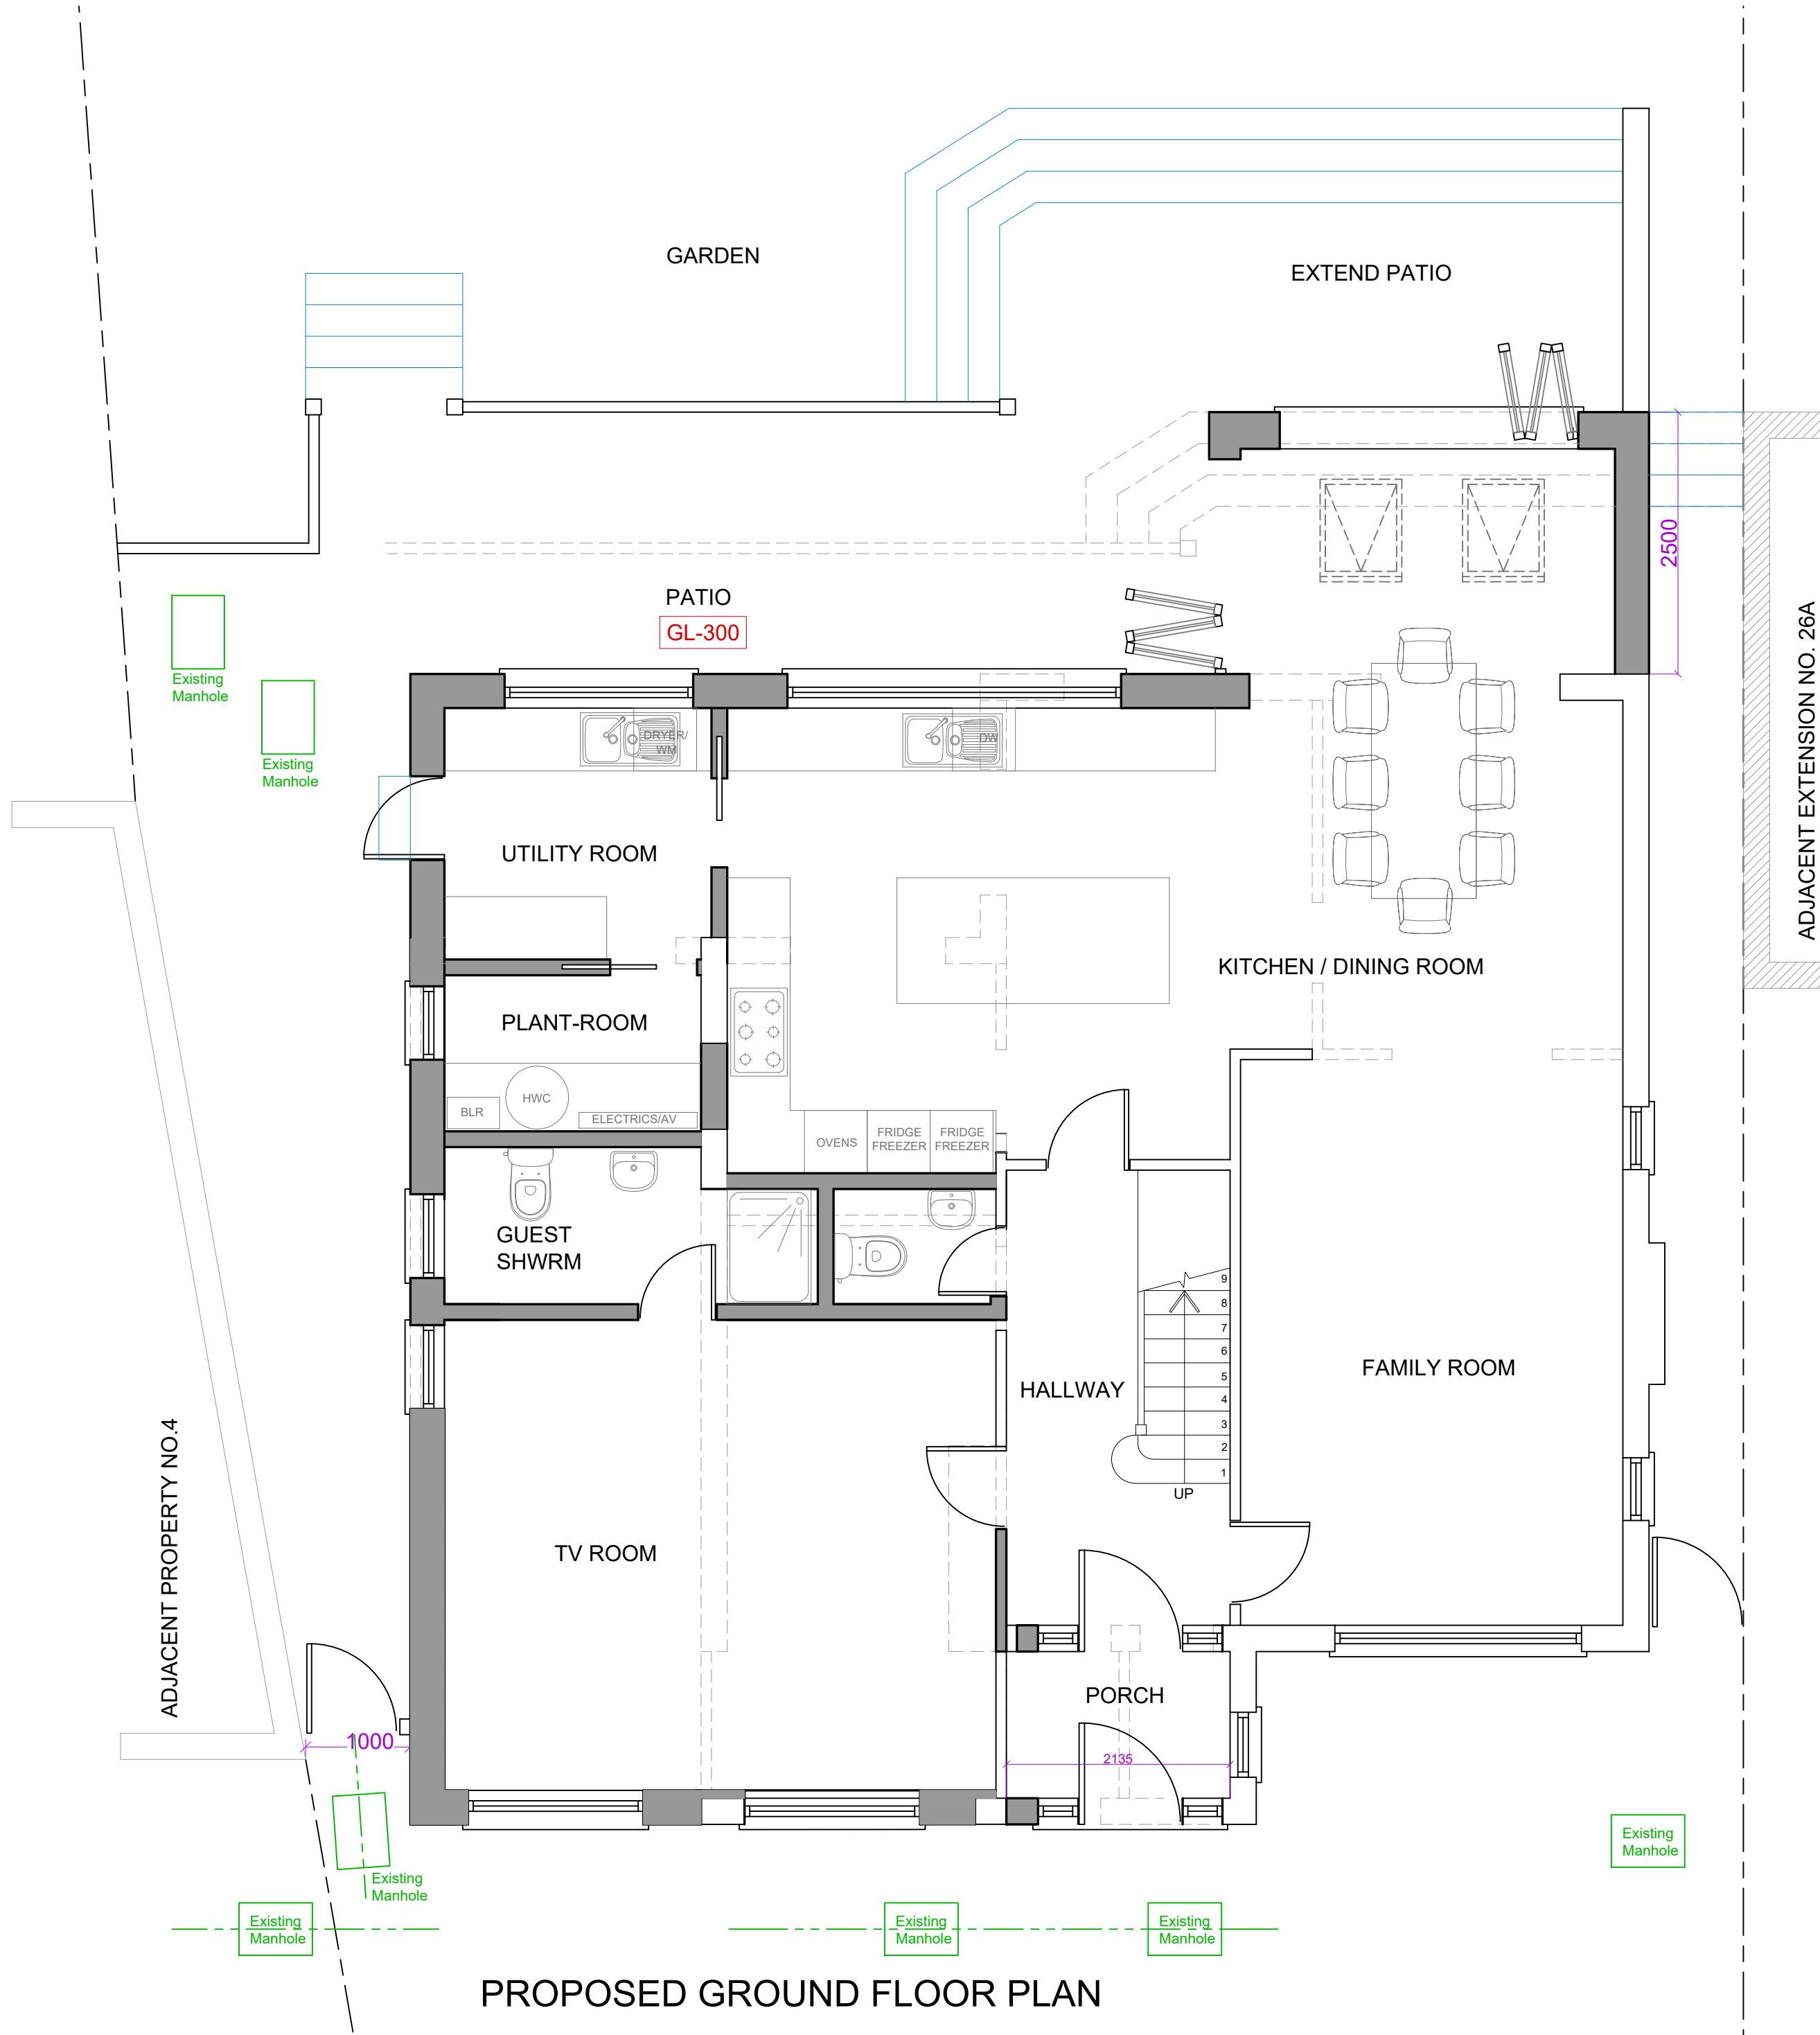 GARDEN
EXTEND PATIO
2500
PATIO
GL-300
Existing
Manhole
Existing
Manhole
ADJACENT EXTENSION NO. 26A
DRYER/
WM
DW
UTILITY ROOM
KITCHEN / DINING ROOM
PLANT-ROOM
BLR
HWC
ELECTRICS/AV
OVENS
FRIDGE
FREEZER
FRIDGE
FREEZER
GUEST
SHWRM
9
8
7
6
5
4
3
2
1
UP
HALLWAY
FAMILY ROOM
TV ROOM
ADJACENT PROPERTY NO.4
PORCH
1000
2135
Existing
Manhole
Existing
Manhole
Existing
Manhole
Existing
Manhole
Existing
Manhole
PROPOSED GROUND FLOOR PLAN